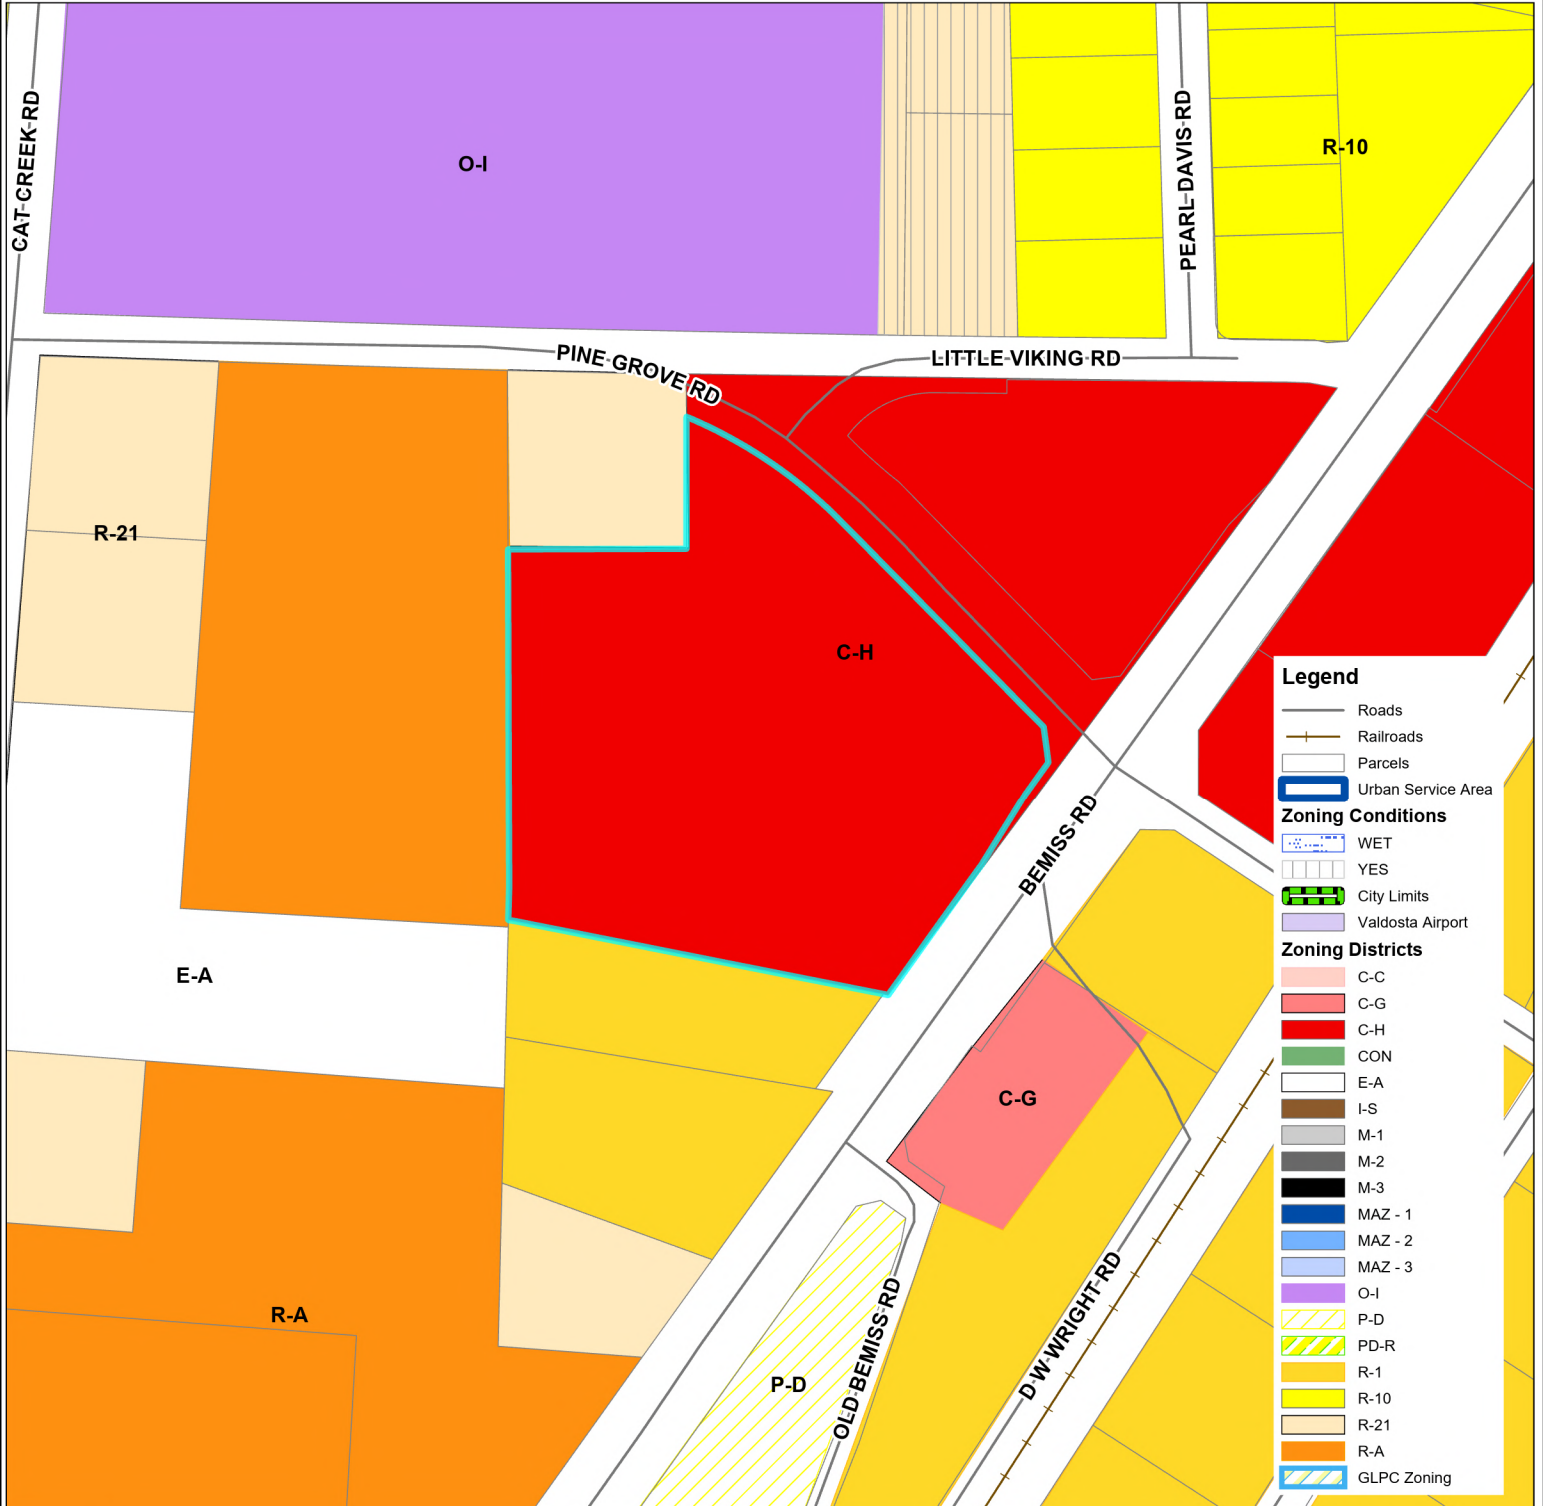 CAT CREEK RD
O-I
PEARL DAVIS RD
R-10
PINE GROVE RD
LITTLE VIKING RD
R-21
C-H
BEMISS RD
E-A
C-G
R-A
P-D
OLD BEMISS RD
D W WRIGHT RD
Legend
Roads
Railroads
Parcels
Urban Service Area
Zoning Conditions
WET
YES
City Limits
Valdosta Airport
Zoning Districts
C-C
C-G
C-H
CON
E-A
I-S
M-1
M-2
M-3
MAZ - 1
MAZ - 2
MAZ - 3
O-I
P-D
PD-R
R-1
R-10
R-21
R-A
GLPC Zoning